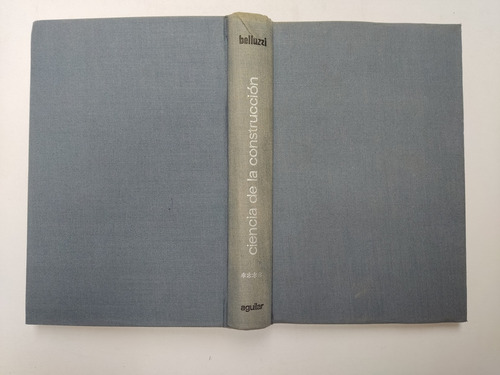 belluzzi
ciencia de la construcción
****
aguilar